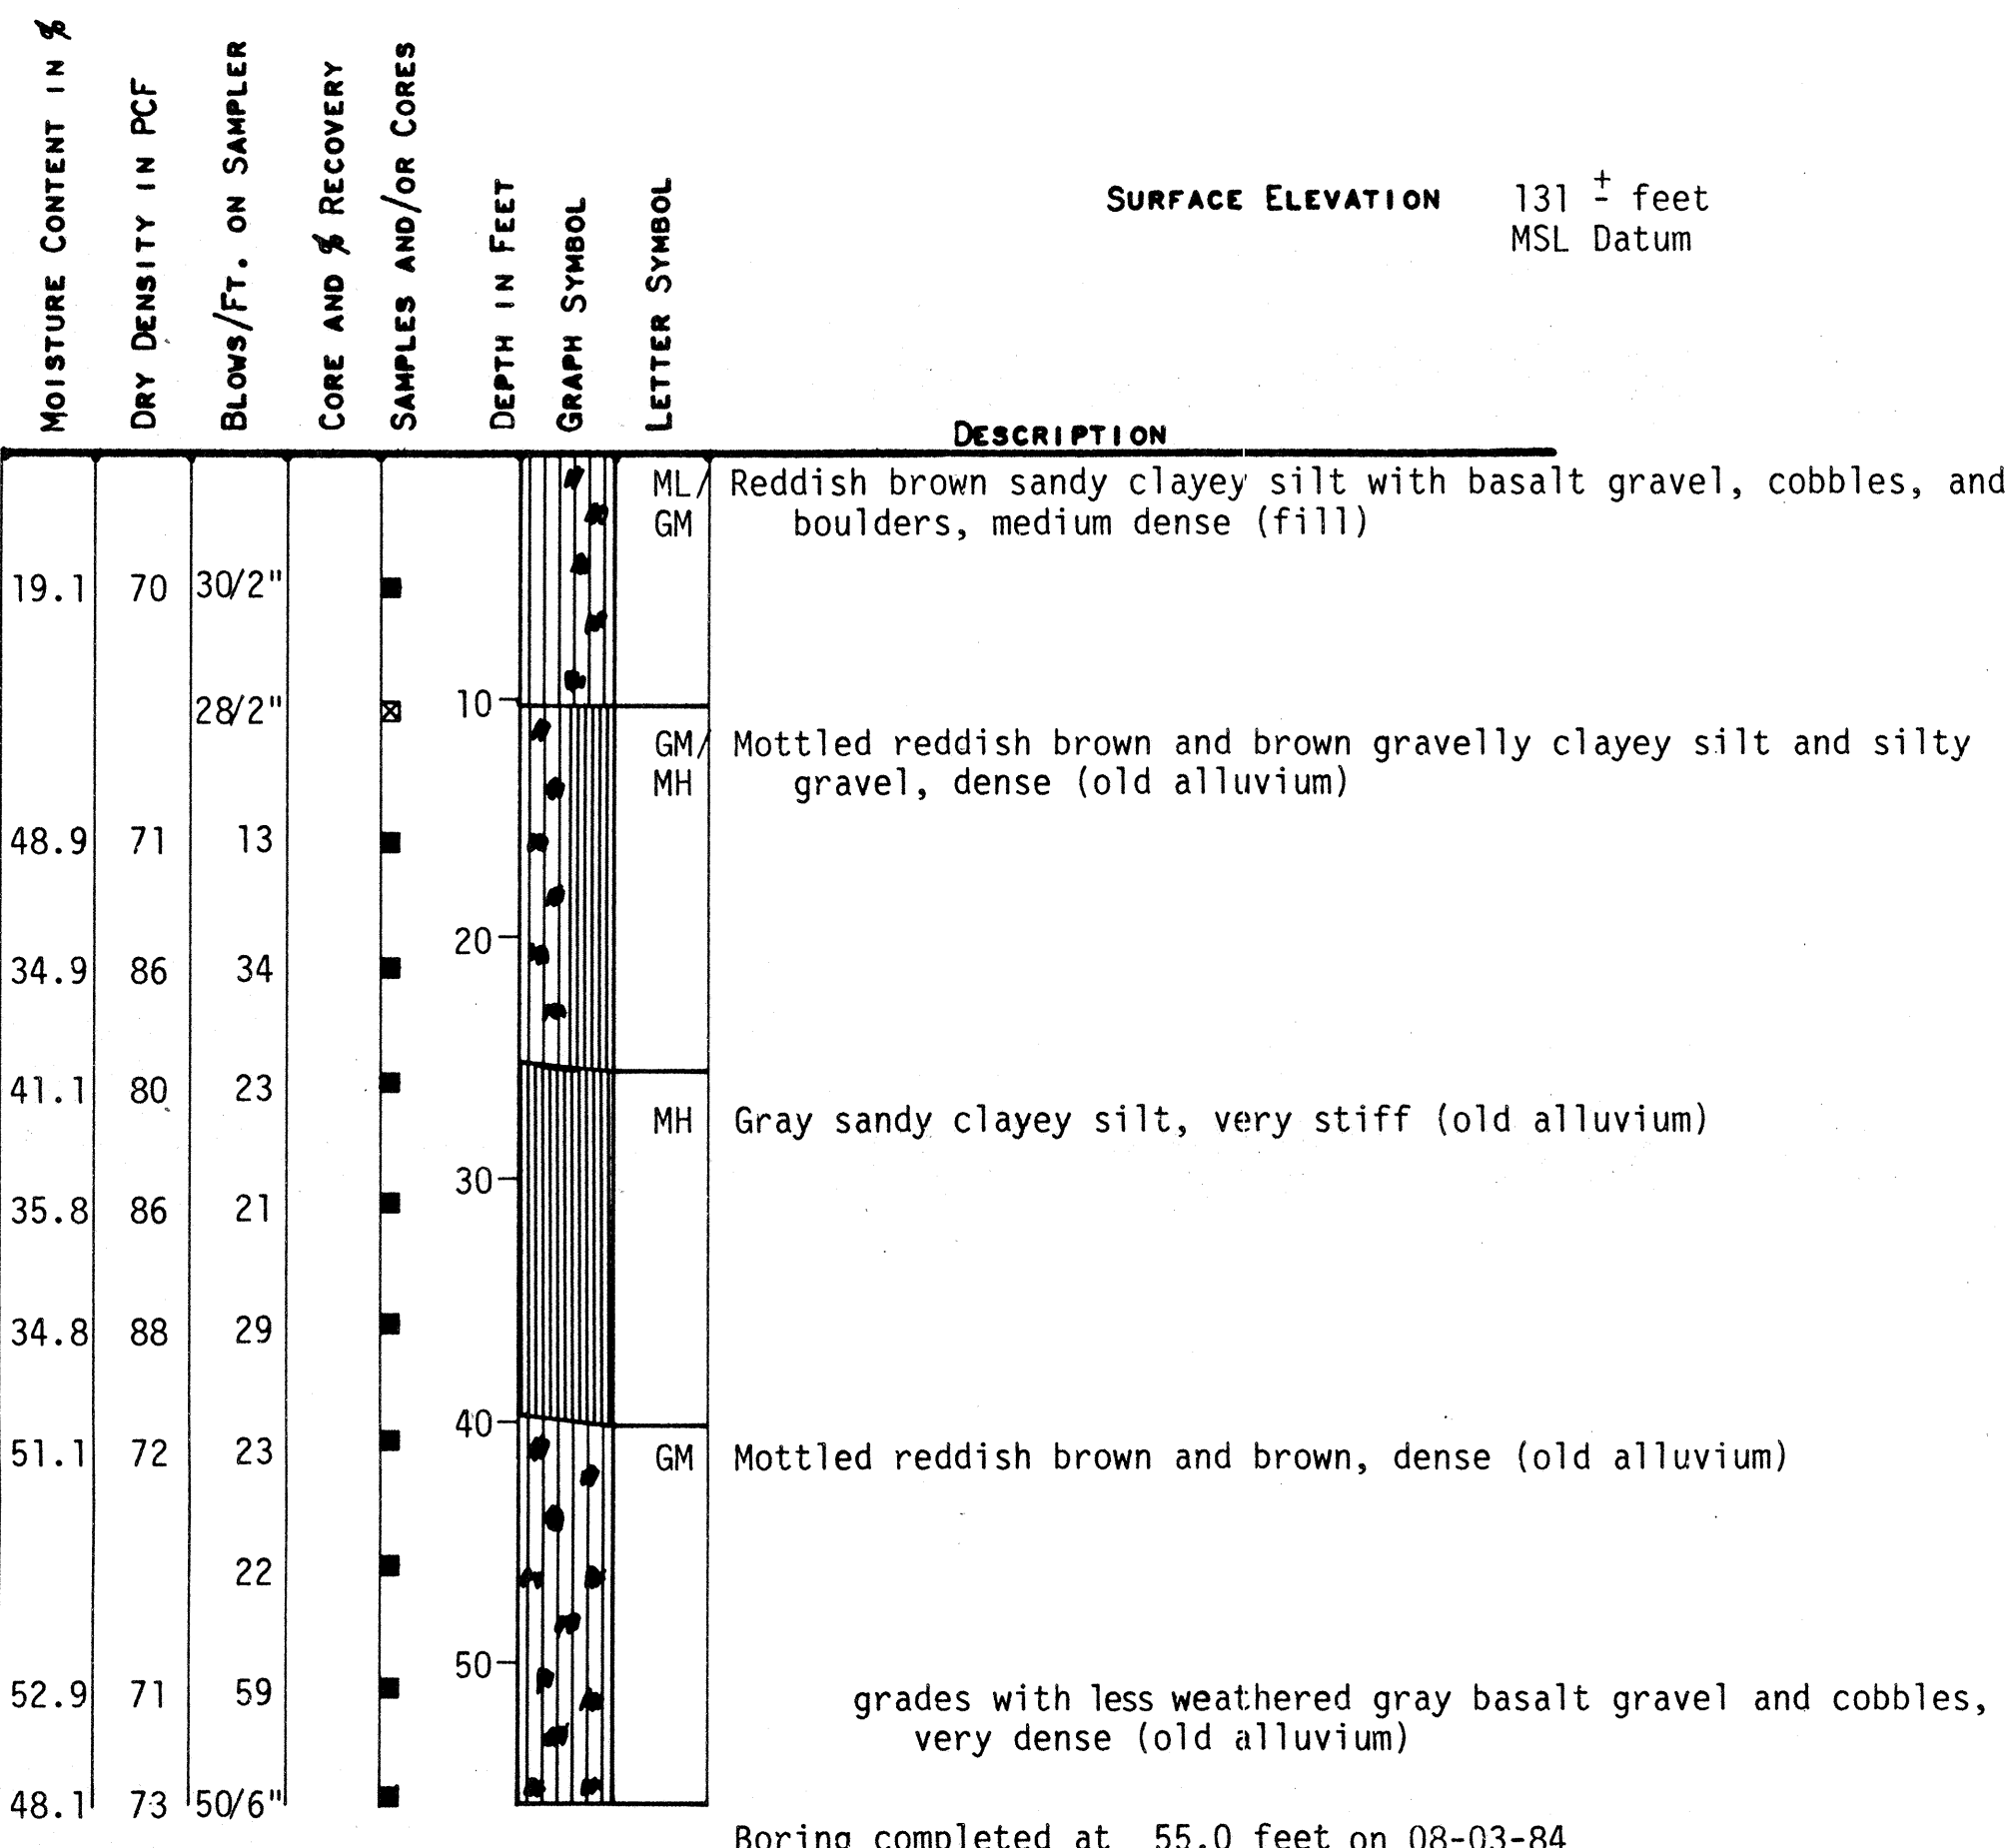 MOISTURE CONTENT IN %
DRY DENSITY IN PCF
BLOWS/FT. ON SAMPLER
CORE AND % RECOVERY
SAMPLES AND/OR CORES
DEPTH IN FEET
GRAPH SYMBOL
LETTER SYMBOL
SURFACE ELEVATION 131 ± feet
MSL Datum
DESCRIPTION
ML/ Reddish brown sandy clayey silt with basalt gravel, cobbles, and
GM boulders, medium dense (fill)
19.1 70 30/2"
10
28/2"
GM/ Mottled reddish brown and brown gravelly clayey silt and silty
MH gravel, dense (old alluvium)
48.9 71 13
20
34.9 86 34
41.1 80 23
MH Gray sandy clayey silt, very stiff (old alluvium)
30
35.8 86 21
34.8 88 29
40
51.1 72 23 GM Mottled reddish brown and brown, dense (old alluvium)
22
50
52.9 71 59 grades with less weathered gray basalt gravel and cobbles,
very dense (old alluvium)
48.1 73 50/6"
Boring completed at 55.0 feet on 08-03-84